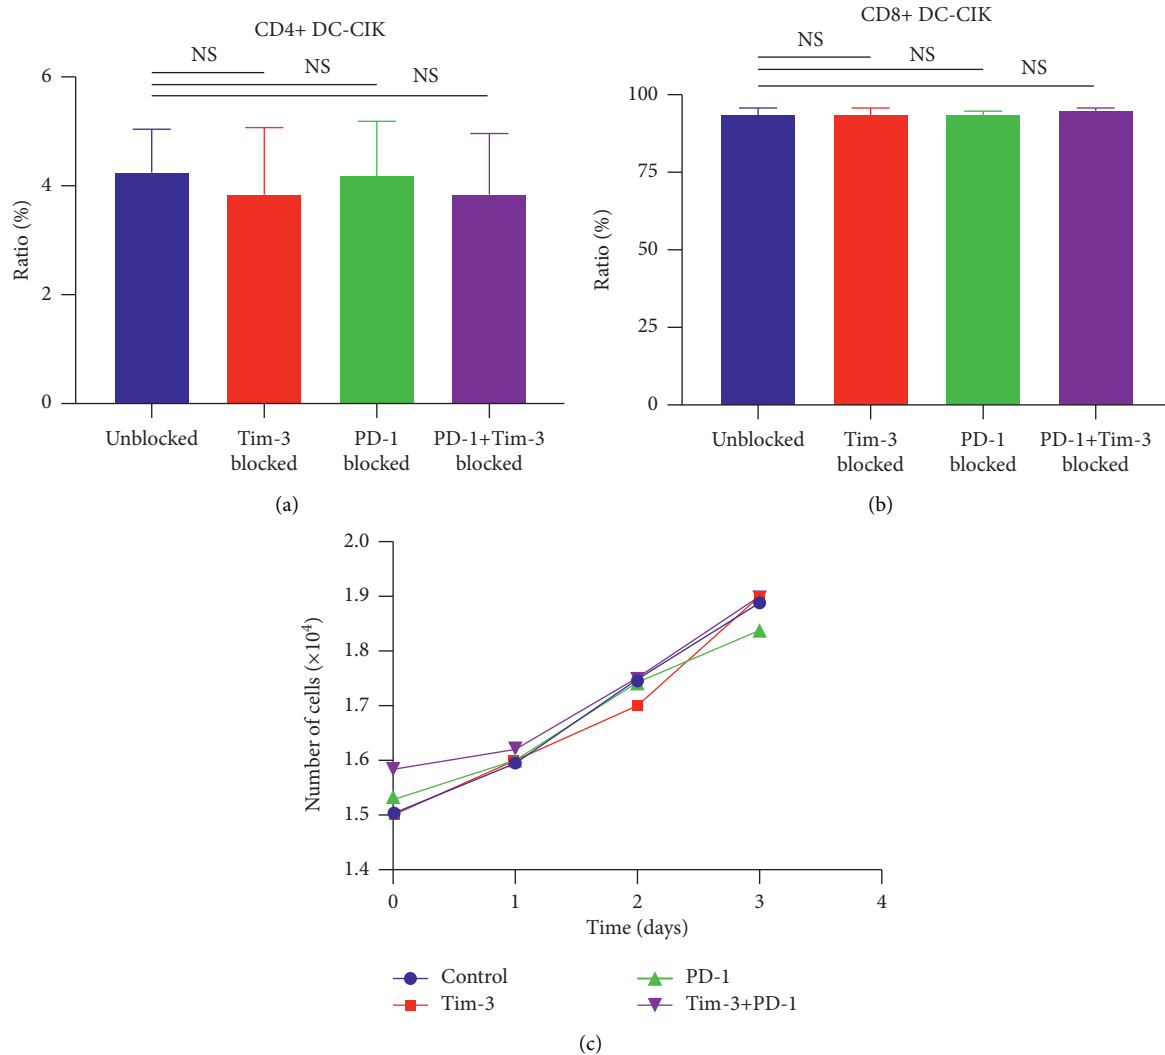 CD4+ DC-CIK
NS
NS
NS
6
4
2
0
Ratio (%)
Unblocked
Tim-3
blocked
PD-1
blocked
PD-1+Tim-3
blocked
(a)
CD8+ DC-CIK
NS
NS
NS
100
75
50
25
0
Ratio (%)
Unblocked
Tim-3
blocked
PD-1
blocked
PD-1+Tim-3
blocked
(b)
2.0
1.9
1.8
1.7
1.6
1.5
1.4
Number of cells (×10⁴)
0 1 2 3 4
Time (days)
Control
Tim-3
PD-1
Tim-3+PD-1
(c)